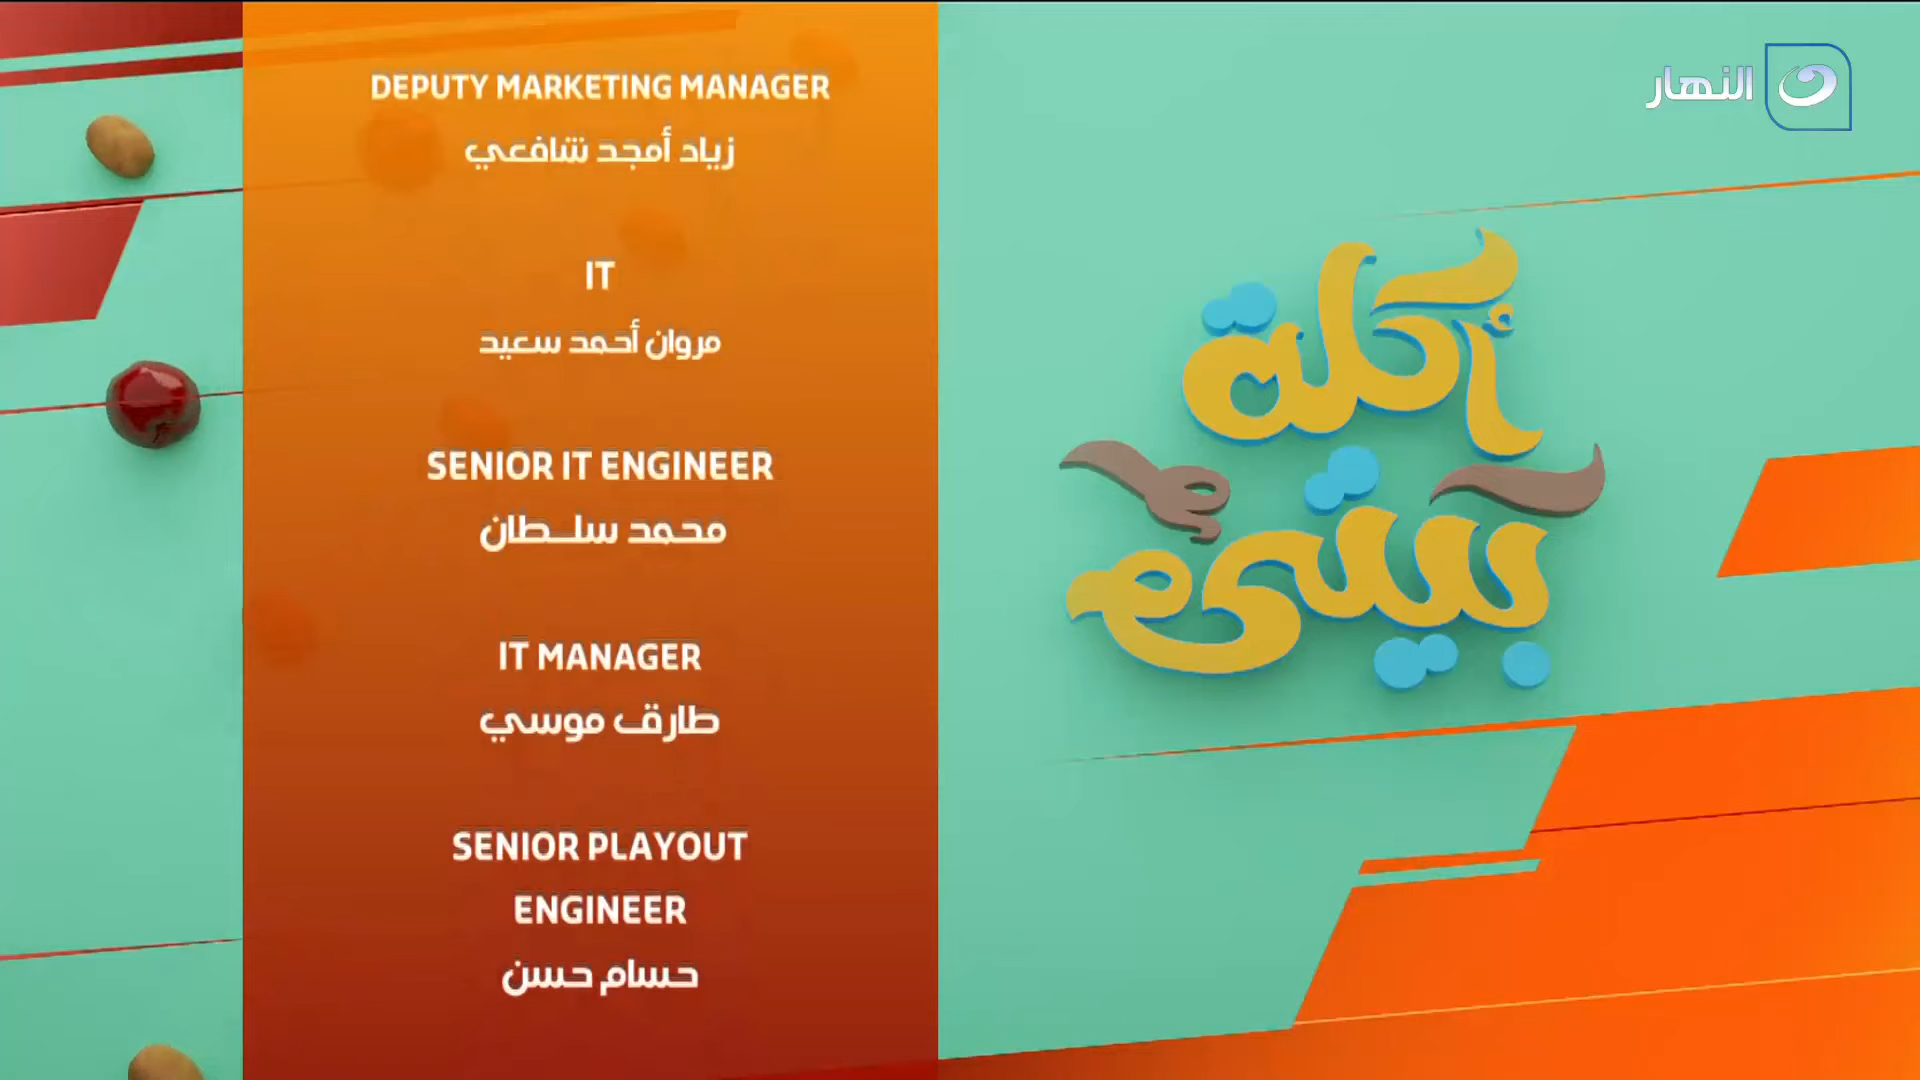 DEPUTY MARKETING MANAGER
زياد أمجد شافعي
IT
مروان أحمد سعيد
SENIOR IT ENGINEER
محمد سلطان
IT MANAGER
طارق موسي
SENIOR PLAYOUT
ENGINEER
حسام حسن
النهار
أكلة
بيتي